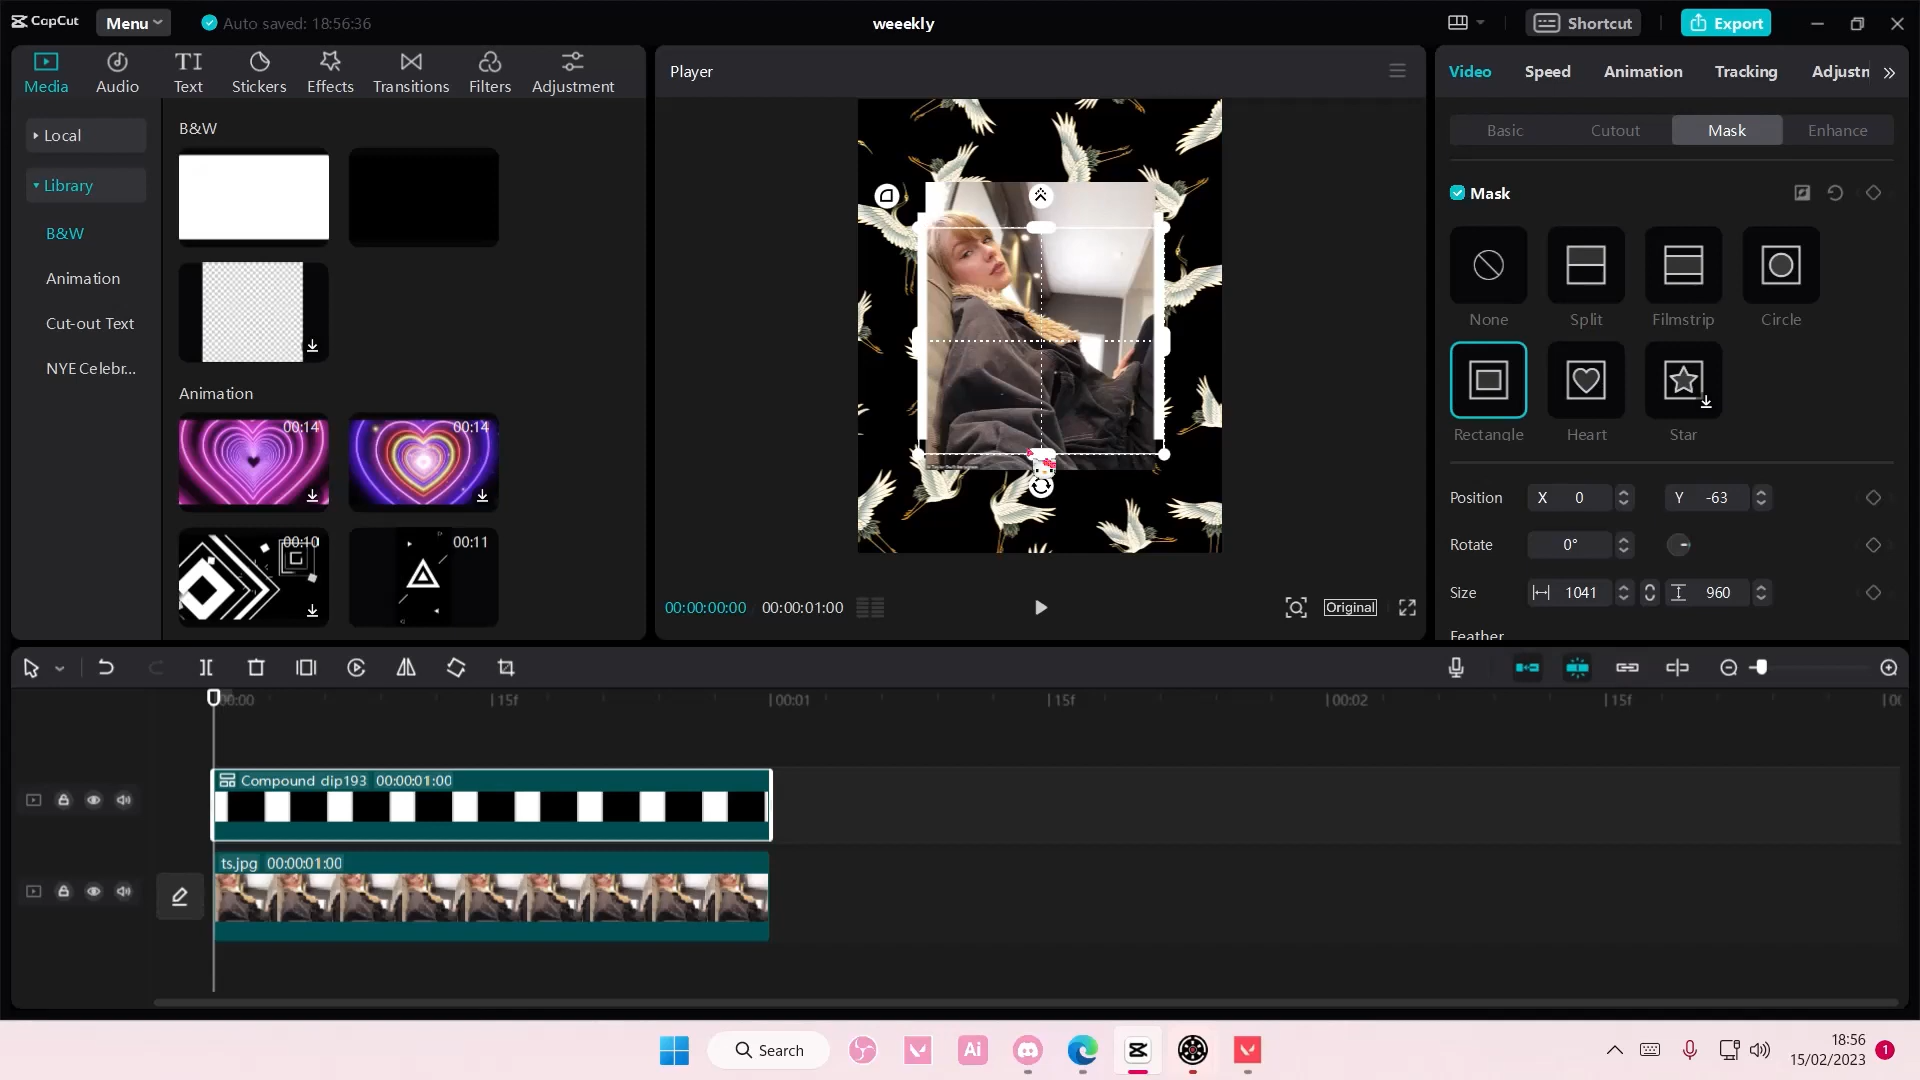 CapCut
Menu
Auto saved: 18:56:36
weeekly
Shortcut
Export
Media
Audio
TI
Text
Stickers
Effects
Transitions
Filters
Adjustment
Local
Library
B&W
Animation
Cut-out Text
NYE Celebr...
B&W
Animation
00:14
00:14
00:10
00:11
Player
00:00:00:00
00:00:01:00
Original
Video
Speed
Animation
Tracking
Adjustn
Basic
Cutout
Mask
Enhance
Mask
None
Split
Filmstrip
Circle
Rectangle
Heart
Star
Position X 0 Y -63
Rotate 0°
Size 1041 960
Feather
00:00
15f
00:01
15f
00:02
15f
Compound clip193 00:00:01:00
ts.jpg 00:00:01:00
Search
Ai
18:56
15/02/2023
1